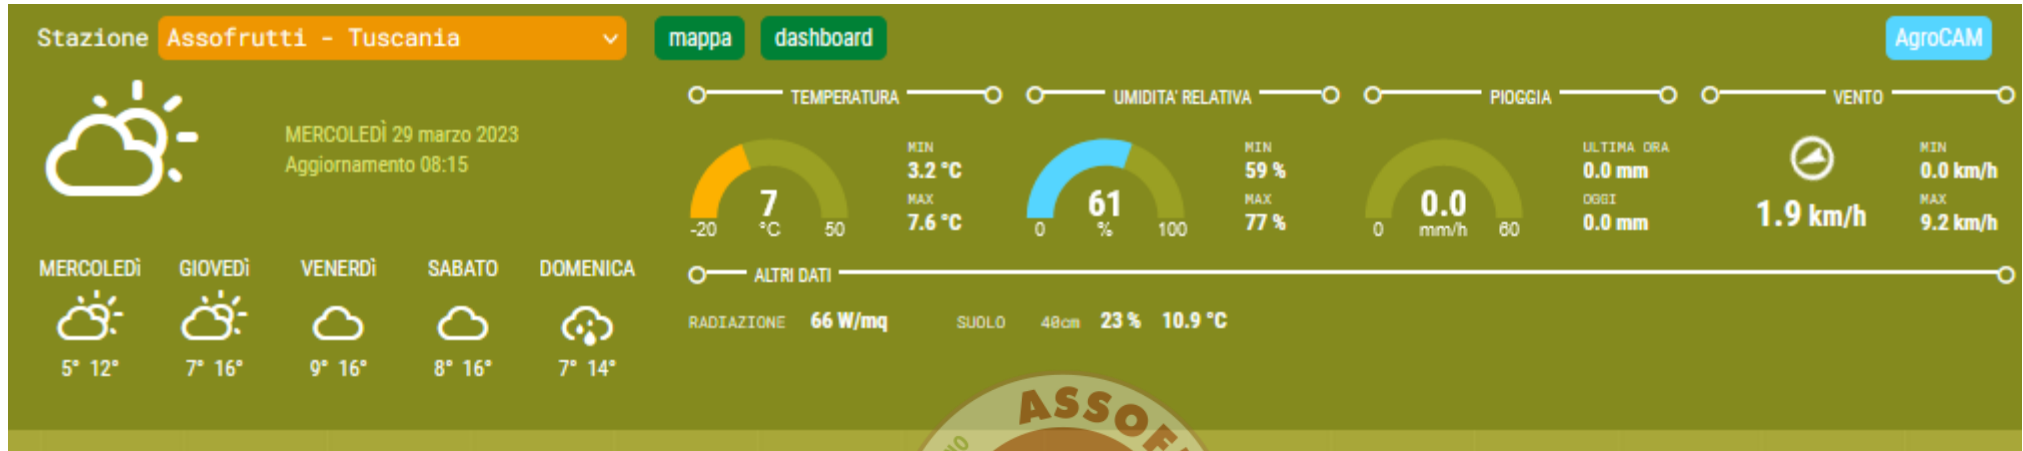 Stazione Assofrutti - Tuscania mappa dashboard AgroCAM
MERCOLEDÌ 29 marzo 2023
Aggiornamento 08:15
MERCOLEDÌ GIOVEDÌ VENERDÌ SABATO DOMENICA
5° 12° 7° 16° 9° 16° 8° 16° 7° 14°
TEMPERATURA
7
°C
-20 50
MIN
3.2 °C
MAX
7.6 °C
UMIDITA' RELATIVA
61
%
0 100
MIN
59 %
MAX
77 %
PIOGGIA
0.0
mm/h
0 60
ULTIMA ORA
0.0 mm
OGGI
0.0 mm
VENTO
1.9 km/h
MIN
0.0 km/h
MAX
9.2 km/h
ALTRI DATI
RADIAZIONE 66 W/mq SUOLO 40cm 23 % 10.9 °C